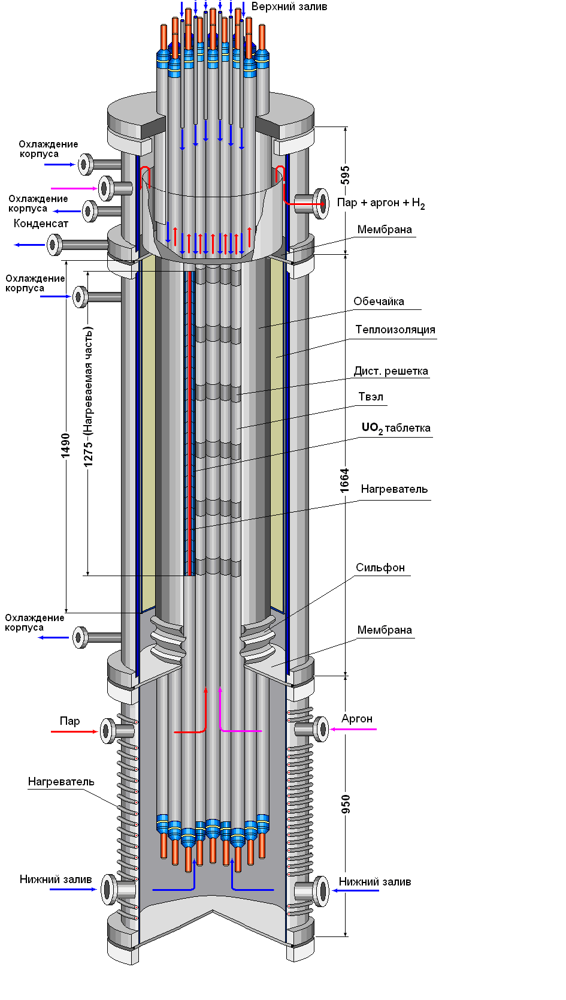 Верхний залив
Охлаждение
корпуса
Охлаждение
корпуса
Конденсат
Охлаждение
корпуса
595
Пар + аргон + H2
Мембрана
Обечайка
Теплоизоляция
Дист. решетка
Твэл
UO2 таблетка
1490
1275 - (Нагреваемая часть)
1664
Нагреватель
Сильфон
Охлаждение
корпуса
Мембрана
Пар
Аргон
Нагреватель
950
Нижний залив
Нижний залив